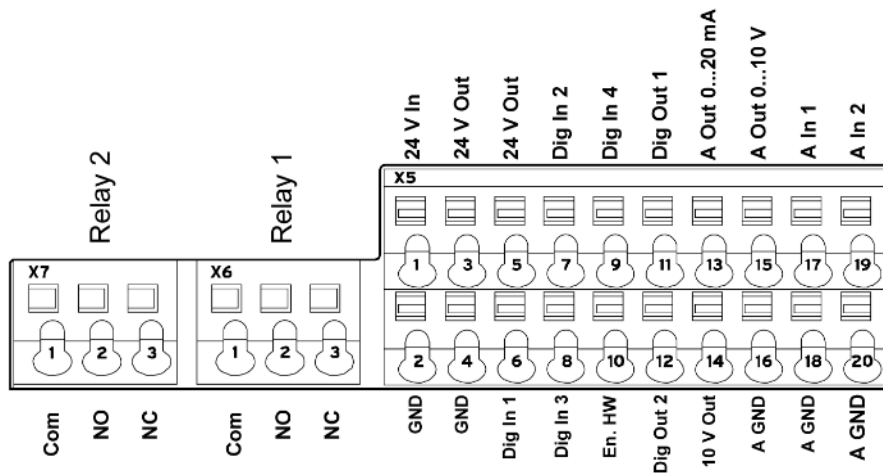 24 V In
24 V Out
24 V Out
Dig In 2
Dig In 4
Dig Out 1
A Out 0...20 mA
A Out 0...10 V
A In 1
A In 2
Relay 2
Relay 1
X5
1 3 5 7 9 11 13 15 17 19
X7
X6
1 2 3
1 2 3
2 4 6 8 10 12 14 16 18 20
Com
NO
NC
Com
NO
NC
GND
GND
Dig In 1
Dig In 3
En. HW
Dig Out 2
10 V Out
A GND
A GND
A GND